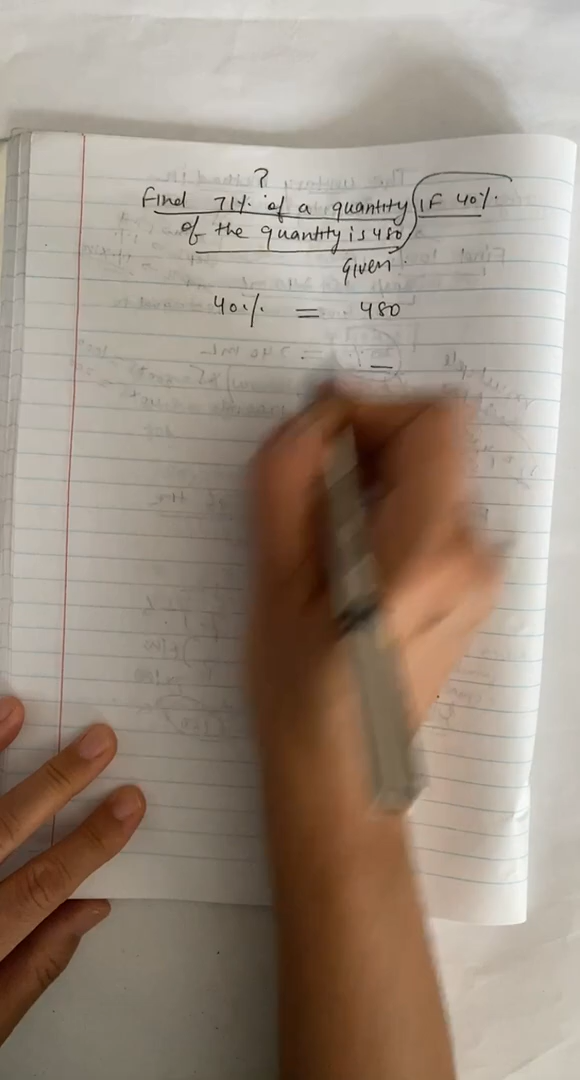 ?
Find 71% of a quantity if 40%.
of the quantity is 480
given.
40% = 480